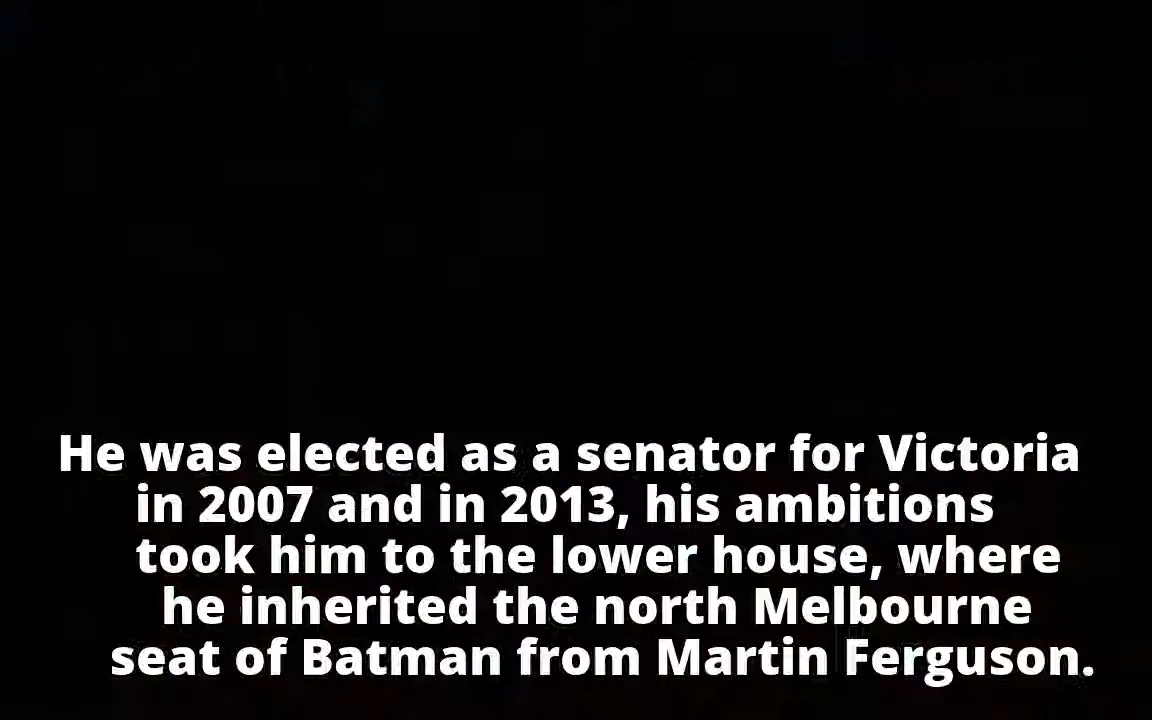 He was elected as a senator for Victoria
in 2007 and in 2013, his ambitions
took him to the lower house, where
he inherited the north Melbourne
seat of Batman from Martin Ferguson.